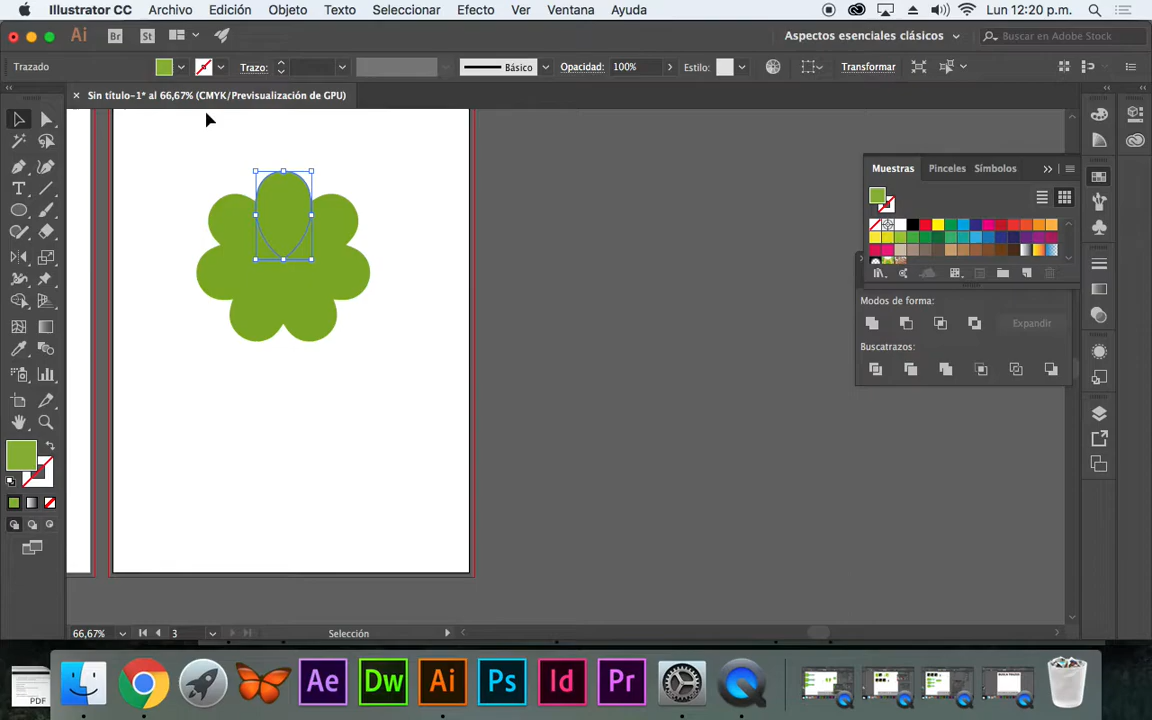 Illustrator CC Archivo Edición Objeto Texto Seleccionar Efecto Ver Ventana Ayuda Lun 12:20 p.m.
Ai Br St Aspectos esenciales clásicos Buscar en Adobe Stock
Trazado Trazo: Básico Opacidad: 100% Estilo: Transformar
× Sin título-1* al 66,67% (CMYK/Previsualización de GPU)
Muestras Pinceles Símbolos
Modos de forma:
Expandir
Buscatrazos:
66,67% 3 Selección
PDF Ae Dw Ai Ps Id Pr